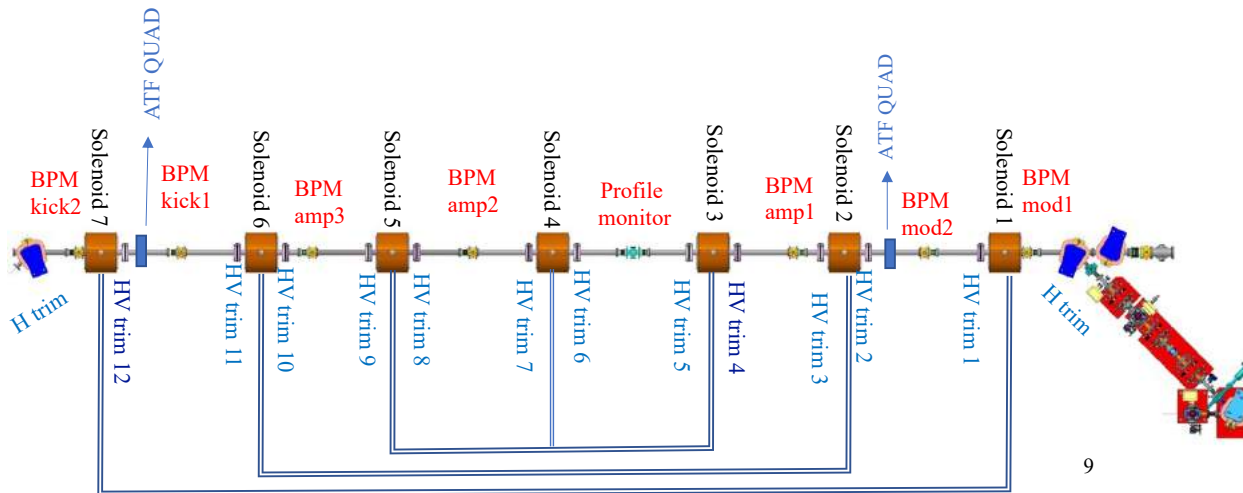 ATF QUAD
ATF QUAD
Solenoid 7
Solenoid 6
Solenoid 5
Solenoid 4
Solenoid 3
Solenoid 2
Solenoid 1
BPM
kick2
BPM
kick1
BPM
amp3
BPM
amp2
Profile
monitor
BPM
amp1
BPM
mod2
BPM
mod1
H trim
HV trim 12
HV trim 11
HV trim 10
HV trim 9
HV trim 8
HV trim 7
HV trim 6
HV trim 5
HV trim 4
HV trim3
HV trim 2
HV trim 1
H trim
9